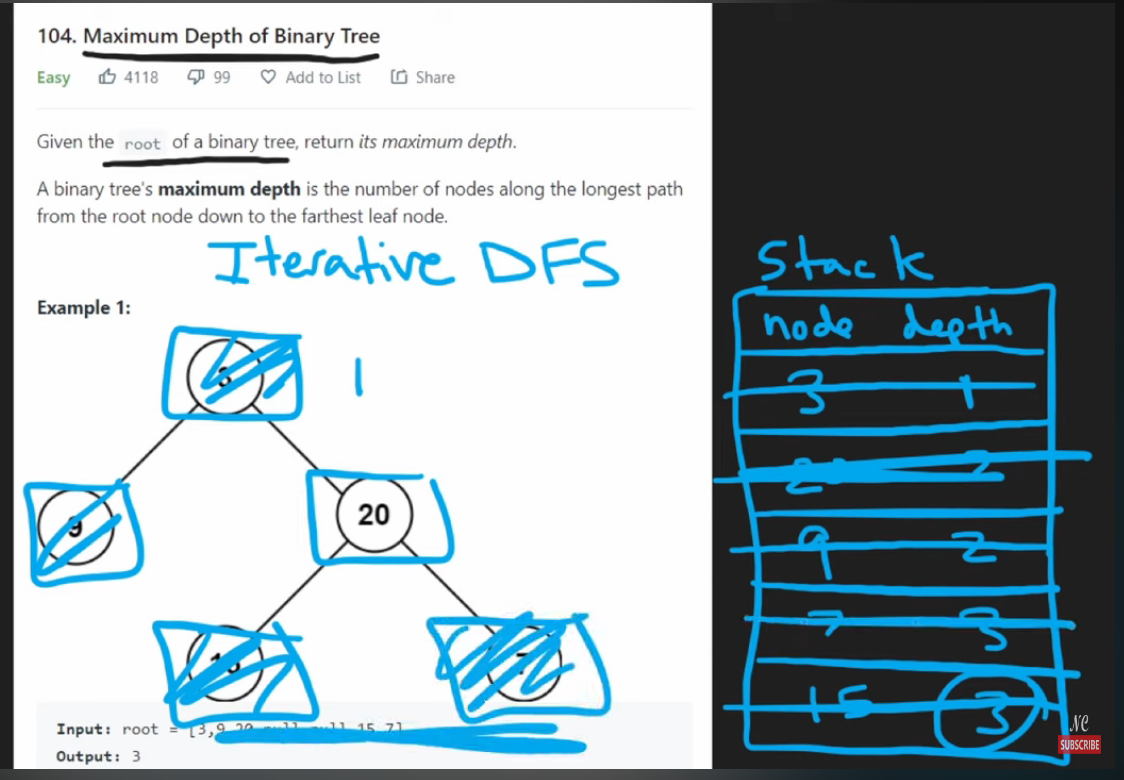 104. Maximum Depth of Binary Tree
Easy 4118 99 Add to List Share
Given the root of a binary tree, return its maximum depth.
A binary tree's maximum depth is the number of nodes along the longest path
from the root node down to the farthest leaf node.
Iterative DFS
Example 1:
3 1
9 20
15 7
Input: root = [3,9,20,null,null,15,7]
Output: 3
Stack
node depth
3 1
20 2
9 2
7 3
15 3
NC
SUBSCRIBE